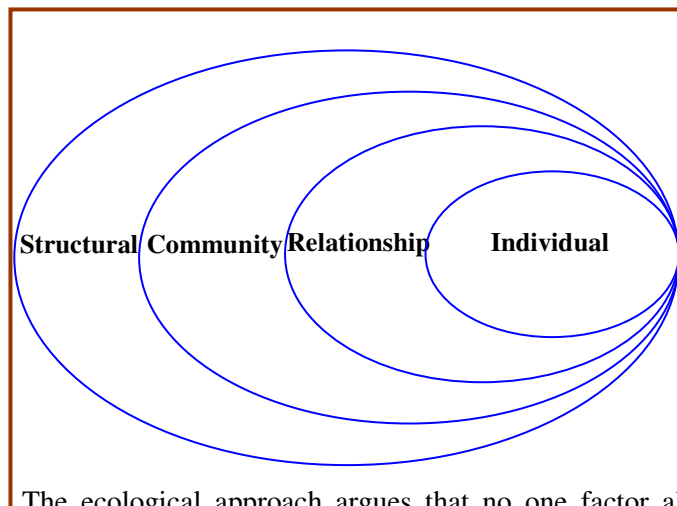 Structural Community Relationship Individual
The ecological approach argues that no one factor